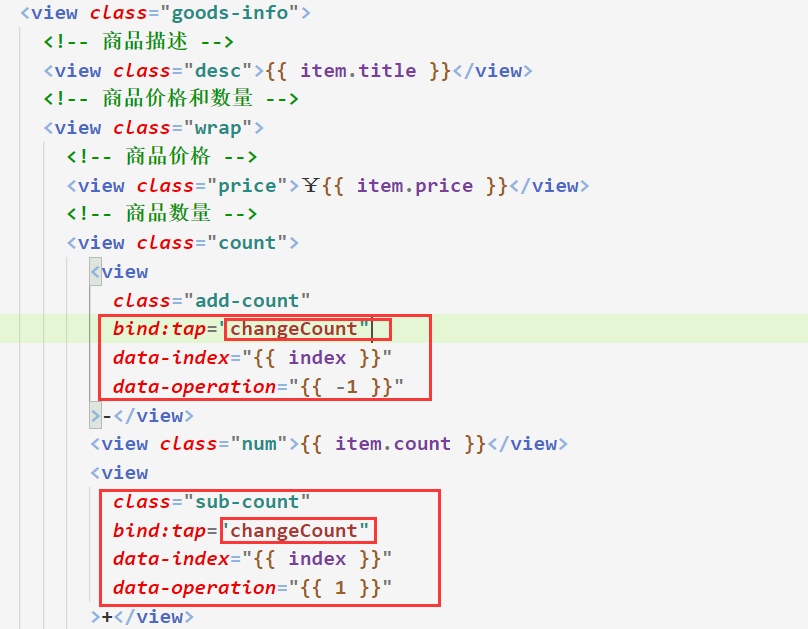 <view class="goods-info">
<!-- 商品描述 -->
<view class="desc">{{ item.title }}</view>
<!-- 商品价格和数量 -->
<view class="wrap">
<!-- 商品价格 -->
<view class="price">￥{{ item.price }}</view>
<!-- 商品数量 -->
<view class="count">
<view
class="add-count"
bind:tap="changeCount"
data-index="{{ index }}"
data-operation="{{ -1 }}"
>-</view>
<view class="num">{{ item.count }}</view>
<view
class="sub-count"
bind:tap="changeCount"
data-index="{{ index }}"
data-operation="{{ 1 }}"
>+</view>